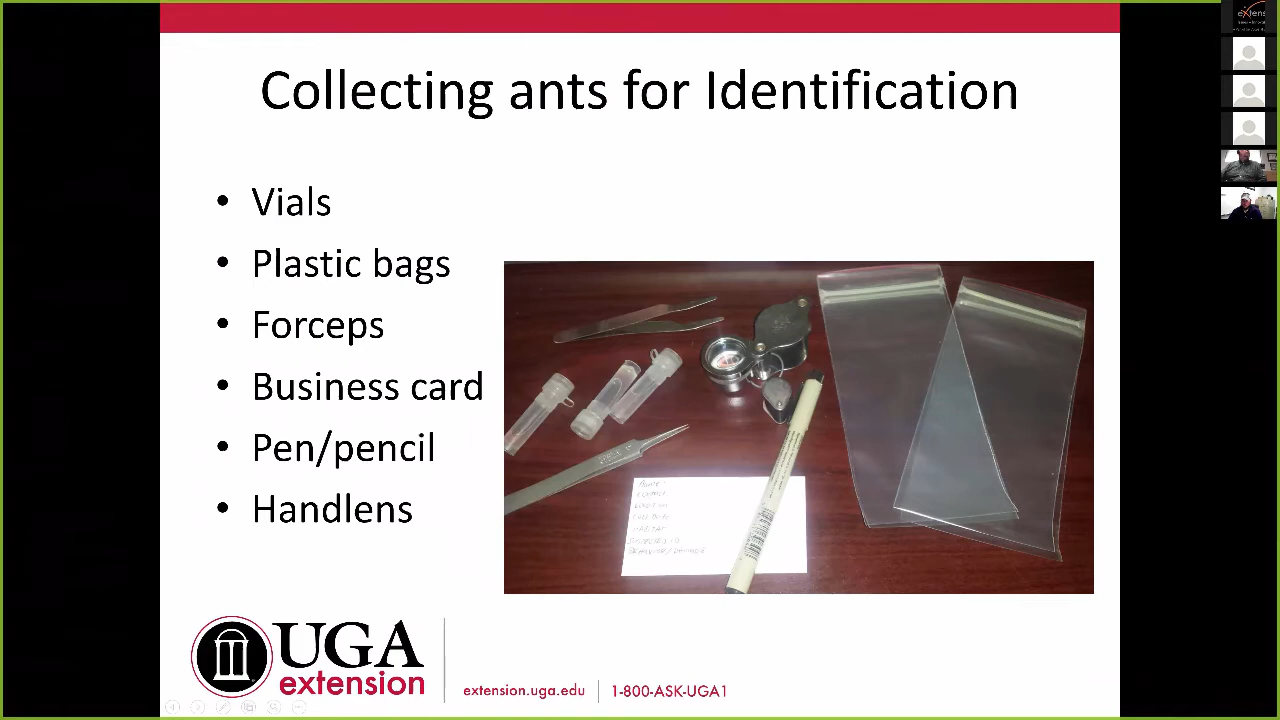 Collecting ants for Identification
• Vials
• Plastic bags
• Forceps
• Business card
• Pen/pencil
• Handlens
UGA
extension
extension.uga.edu | 1-800-ASK-UGA1